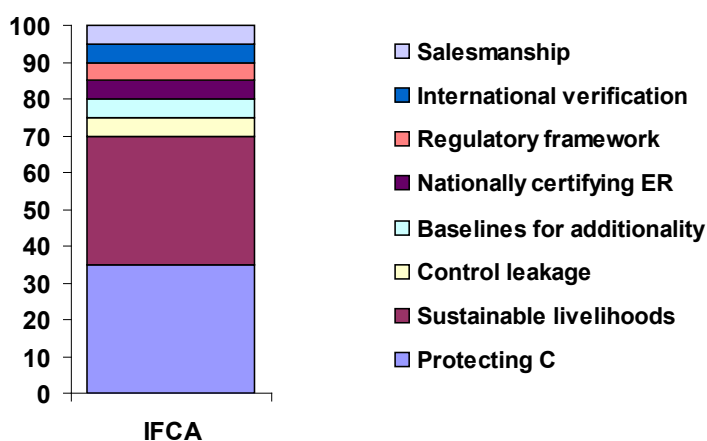 100
90
80
70
60
50
40
30
20
10
0
IFCA
Salesmanship
International verification
Regulatory framework
Nationally certifying ER
Baselines for additionality
Control leakage
Sustainable livelihoods
Protecting C